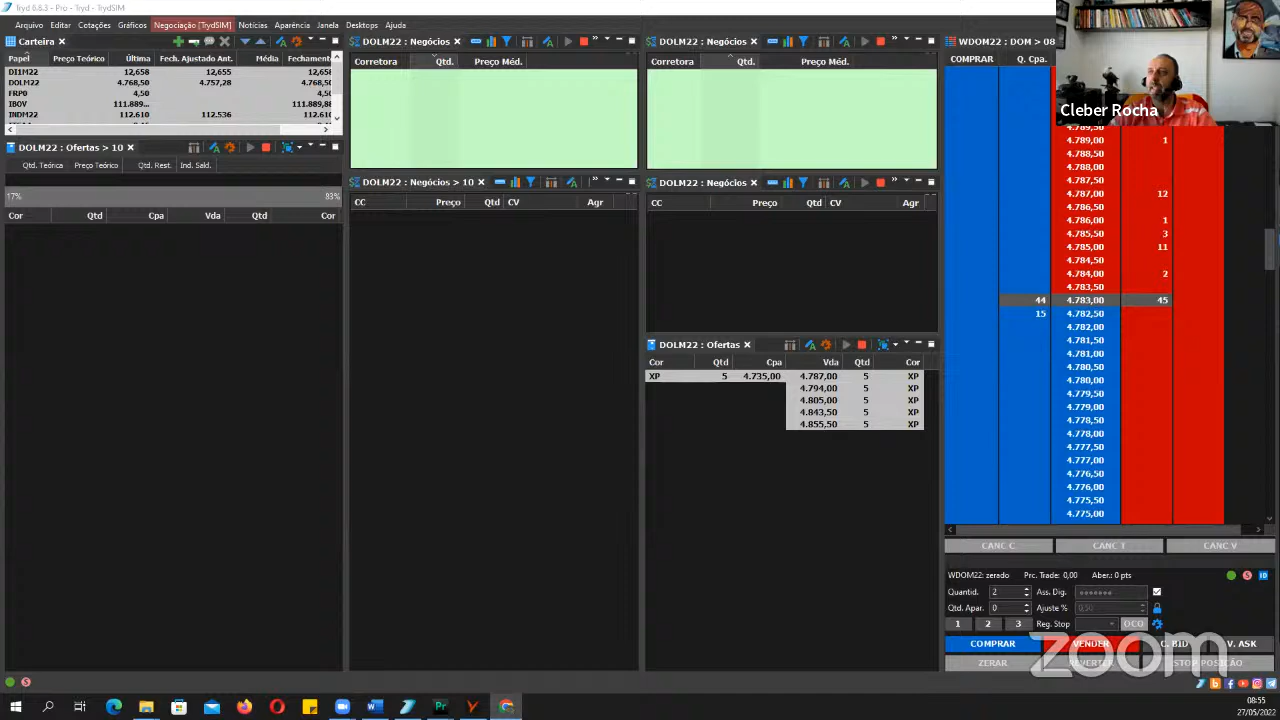 Tryd 6.6.3 - Pro - Tryd - TrydSIM
Arquivo Editar Cotações Gráficos Negociação [TrydSIM] Notícias Aparência Janela Desktops Ajuda
Carteira
Papel Preço Teórico Última Fech. Ajustado Ant. Média Fechamento
DI1M22 12,658 12,655 12,658
DOLM22 4.768,50 4.757,28 4.768,50
FRP0 4,50 4,50
IBOV 111.889... 111.889,88
INDM22 112.610 112.536 112.610
DOLM22 : Ofertas > 10
Qtd. Teórica Preço Teórico Qtd. Rest. Ind. Sald.
17% 83%
Cor Qtd Cpa Vda Qtd Cor
DOLM22 : Negócios
Corretora Qtd. Preço Méd.
DOLM22 : Negócios > 10
CC Preço Qtd CV Agr
DOLM22 : Negócios
Corretora Qtd. Preço Méd.
DOLM22 : Negócios
CC Preço Qtd CV Agr
DOLM22 : Ofertas
Cor Qtd Cpa Vda Qtd Cor
XP 5 4.735,00 4.787,00 5 XP
4.794,00 5 XP
4.805,00 5 XP
4.843,50 5 XP
4.855,50 5 XP
WDOM22 : DOM > 08
COMPRAR Q. Cpa.
Cleber Rocha
4.789,50
4.789,00 1
4.788,50
4.788,00
4.787,50
4.787,00 12
4.786,50
4.786,00 1
4.785,50 3
4.785,00 11
4.784,50
4.784,00 2
4.783,50
44 4.783,00 45
15 4.782,50
4.782,00
4.781,50
4.781,00
4.780,50
4.780,00
4.779,50
4.779,00
4.778,50
4.778,00
4.777,50
4.777,00
4.776,50
4.776,00
4.775,50
4.775,00
CANC C CANC T CANC V
WDOM22: zerado Prc. Trade: 0,00 Aber.: 0 pts
Quantid. 2 Ass. Dig.
Qtd. Apar. 0 Ajuste % 0,50
1 2 3 Reg. Stop OCO
COMPRAR VENDER C. BID V. ASK
ZERAR REVERTER STOP POSIÇÃO
zoom
08:55
27/05/2022